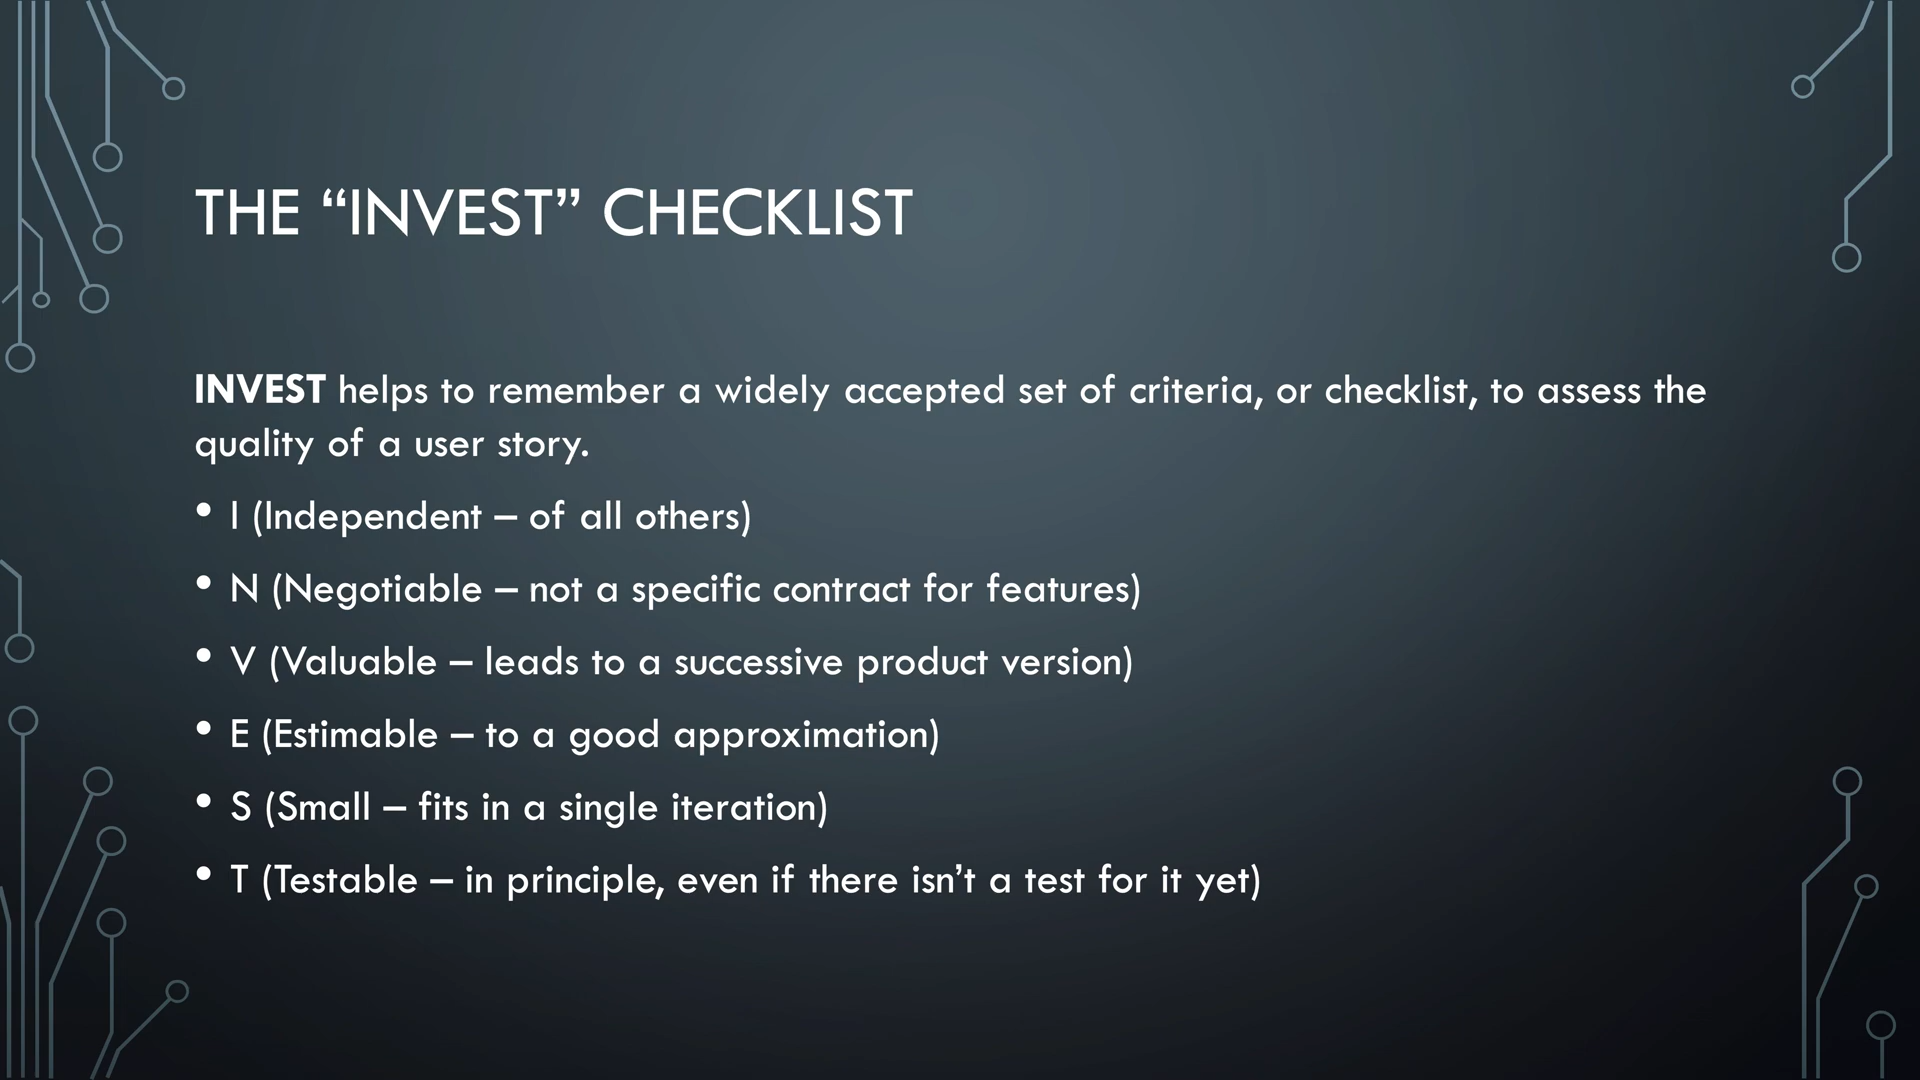 THE “INVEST” CHECKLIST
INVEST helps to remember a widely accepted set of criteria, or checklist, to assess the
quality of a user story.
• I (Independent – of all others)
• N (Negotiable – not a specific contract for features)
• V (Valuable – leads to a successive product version)
• E (Estimable – to a good approximation)
• S (Small – fits in a single iteration)
• T (Testable – in principle, even if there isn’t a test for it yet)